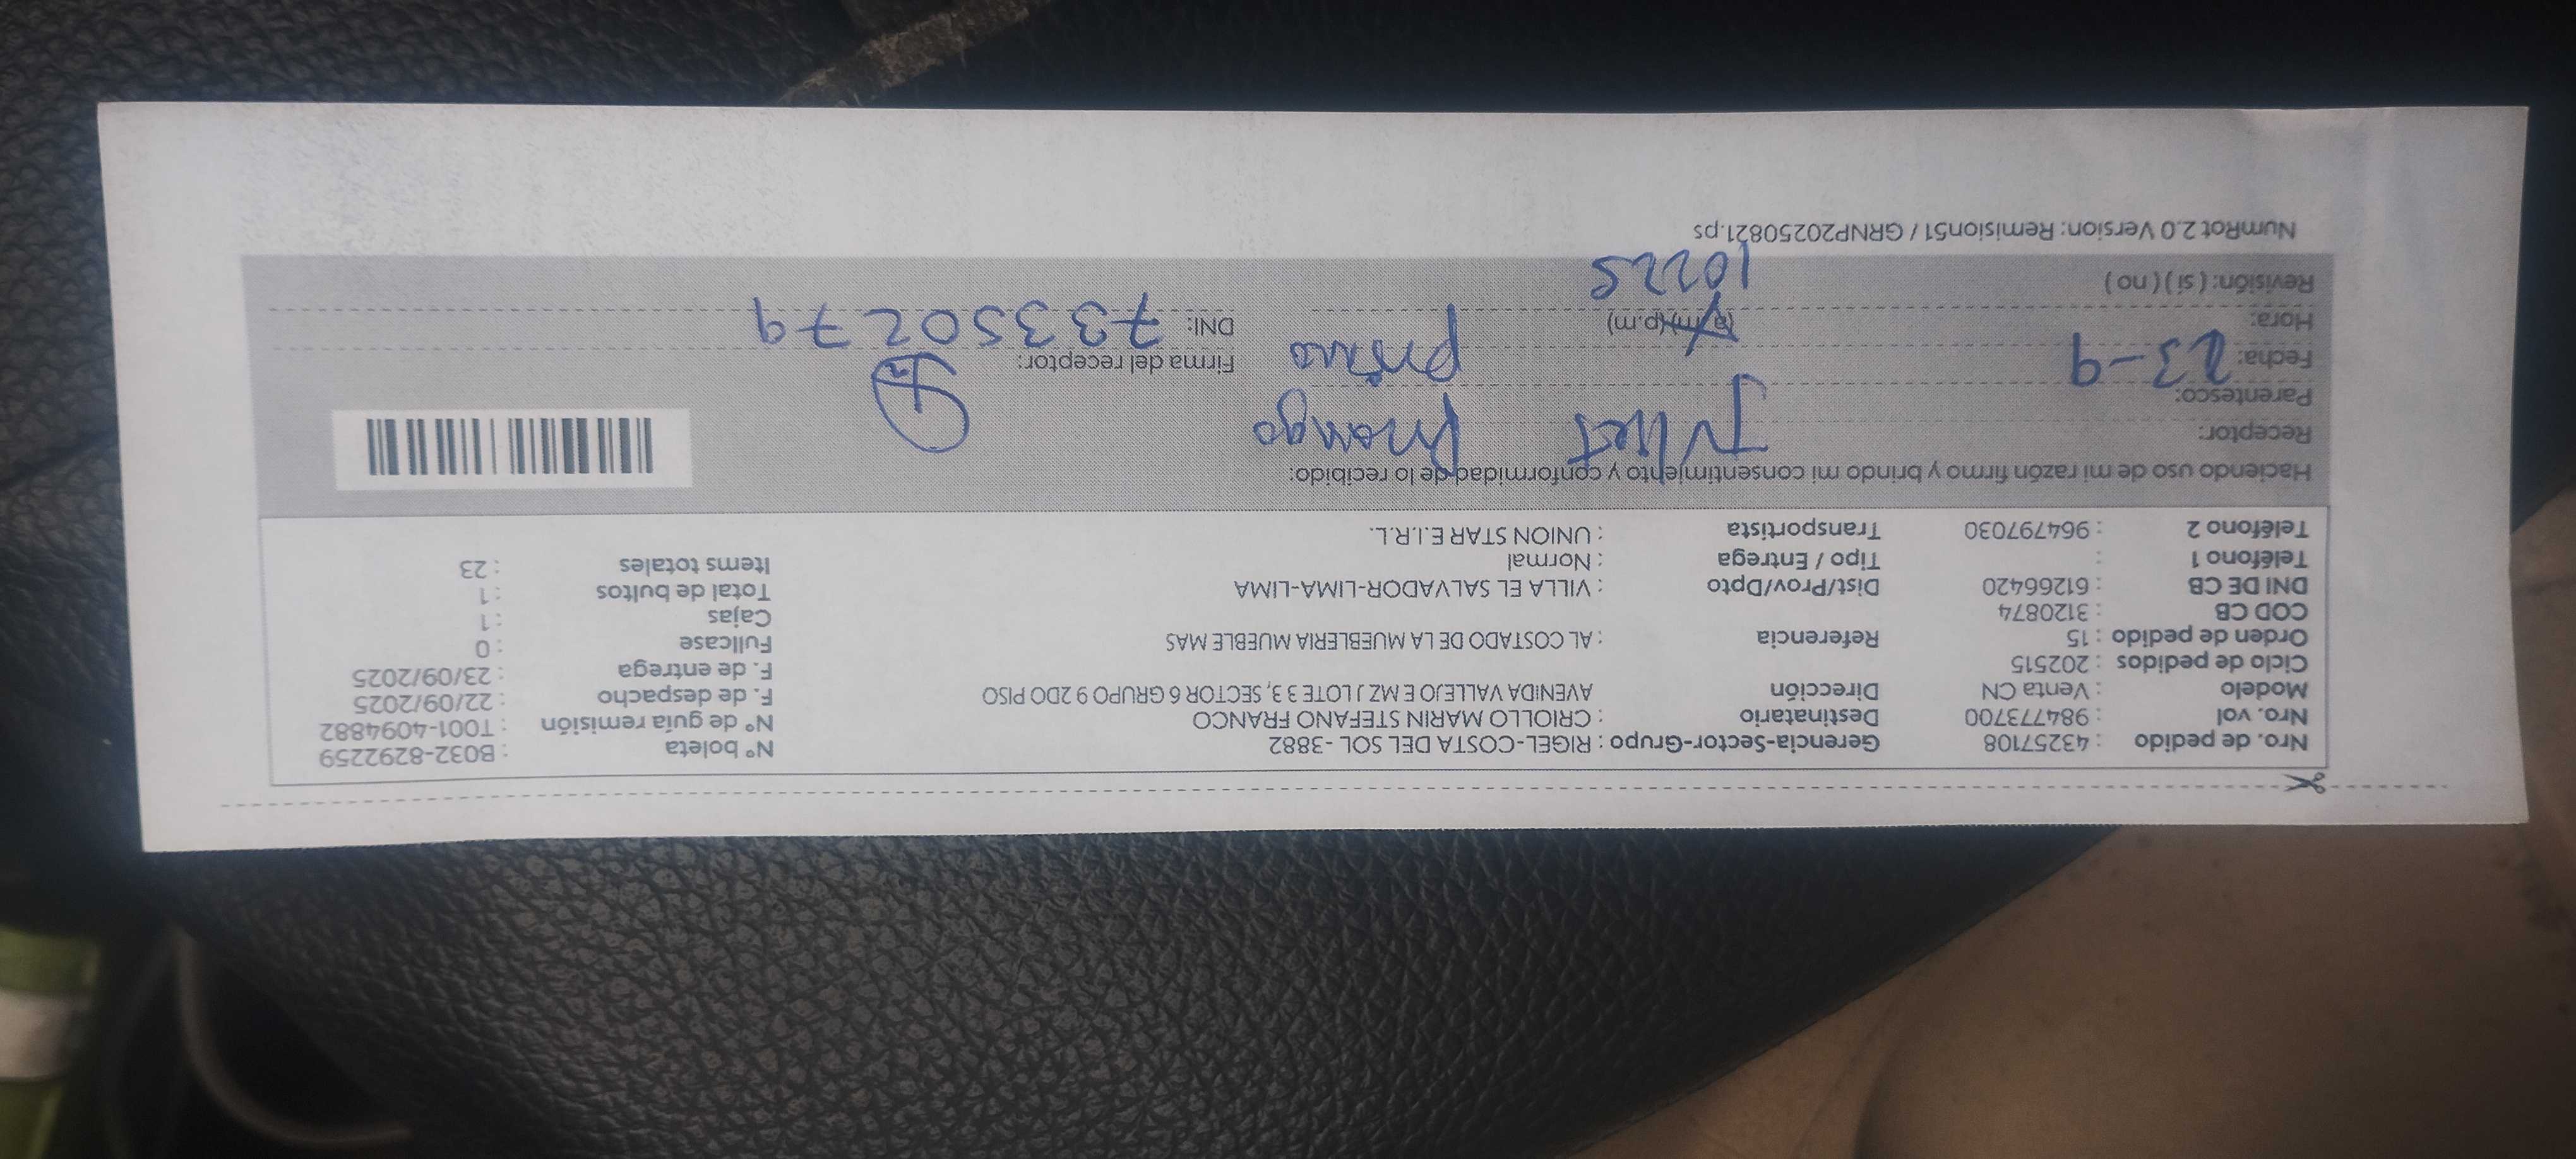 Nro. de pedido : 43257108 Gerencia-Sector-Grupo : RIGEL-COSTA DEL SOL -3882 N° boleta : B032-8292259
Nro. vol : 984773700 Destinatario : CRIOLLO MARIN STEFANO FRANCO N° de guía remisión : T001-4094882
Modelo : Venta CN Dirección AVENIDA VALLEJO E MZ J LOTE 3 3, SECTOR 6 GRUPO 9 2DO PISO F. de despacho : 22/09/2025
Ciclo de pedidos : 202515 F. de entrega : 23/09/2025
Orden de pedido : 15 Referencia : AL COSTADO DE LA MUEBLERIA MUEBLE MAS Fullcase : 0
COD CB : 3120874 Cajas : 1
DNI DE CB : 61266420 Dist/Prov/Dpto : VILLA EL SALVADOR-LIMA-LIMA Total de bultos : 1
Teléfono 1 : Tipo / Entrega : Normal Items totales : 23
Teléfono 2 : 964797030 Transportista : UNION STAR E.I.R.L.
Haciendo uso de mi razón firmo y brindo mi consentimiento y conformidad de lo recibido:
Receptor:
Parentesco: primo
Fecha: 23-9 Firma del receptor:
Hora: (a.m)(p.m) DNI: 73350279
Revisión: ( si ) ( no ) 10225
NumRot 2.0 Version: Remision51 / GRNP20250821.ps